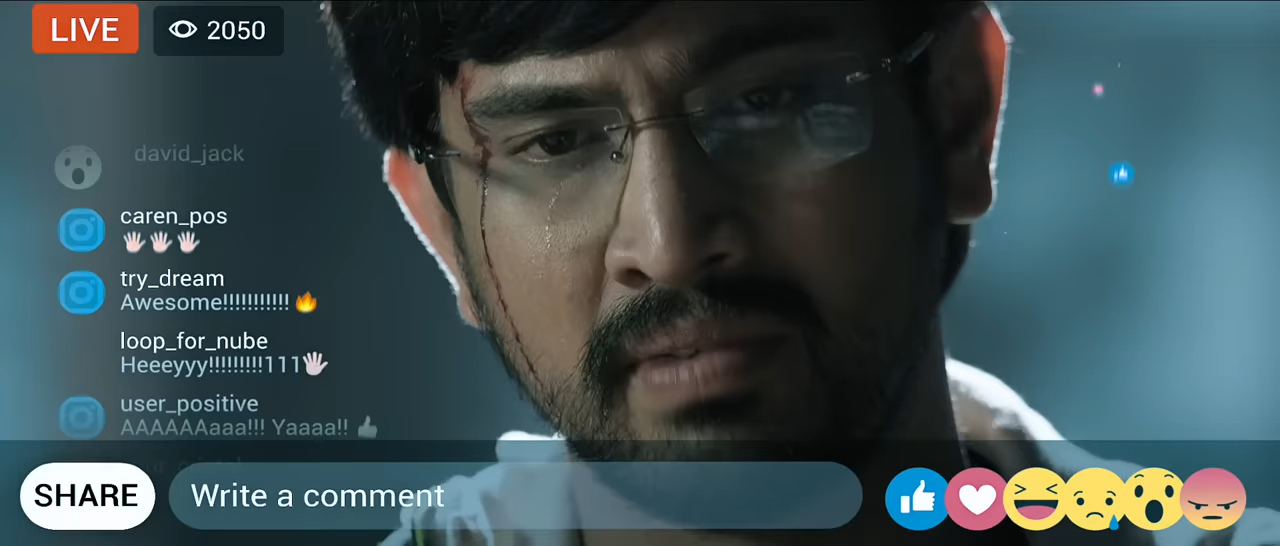 LIVE
2050
david_jack
caren_pos
try_dream
Awesome!!!!!!!!!!!
loop_for_nube
Heeeyyy!!!!!!!!!111
user_positive
AAAAAAaaa!!! Yaaaa!!
SHARE
Write a comment